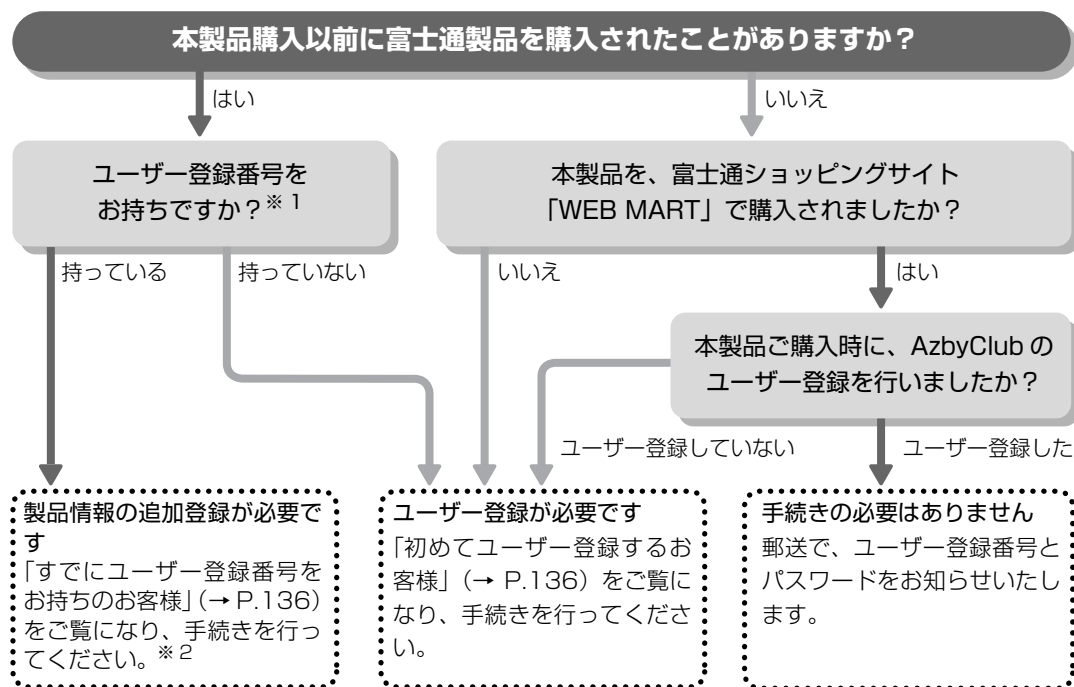 本製品購入以前に富士通製品を購入されたことがありますか？
はい
いいえ
ユーザー登録番号を
お持ちですか？※1
本製品を、富士通ショッピングサイト
「WEB MART」で購入されましたか？
持っている
持っていない
いいえ
はい
本製品ご購入時に、AzbyClub の
ユーザー登録を行いましたか？
ユーザー登録していない
ユーザー登録した
製品情報の追加登録が必要で
す
「すでにユーザー登録番号を
お持ちのお客様」（→ P.136）
をご覧になり、手続きを行っ
てください。※2
ユーザー登録が必要です
「初めてユーザー登録するお
客様」（→ P.136）をご覧に
なり、手続きを行ってくださ
い。
手続きの必要はありません
郵送で、ユーザー登録番号と
パスワードをお知らせいたし
ます。